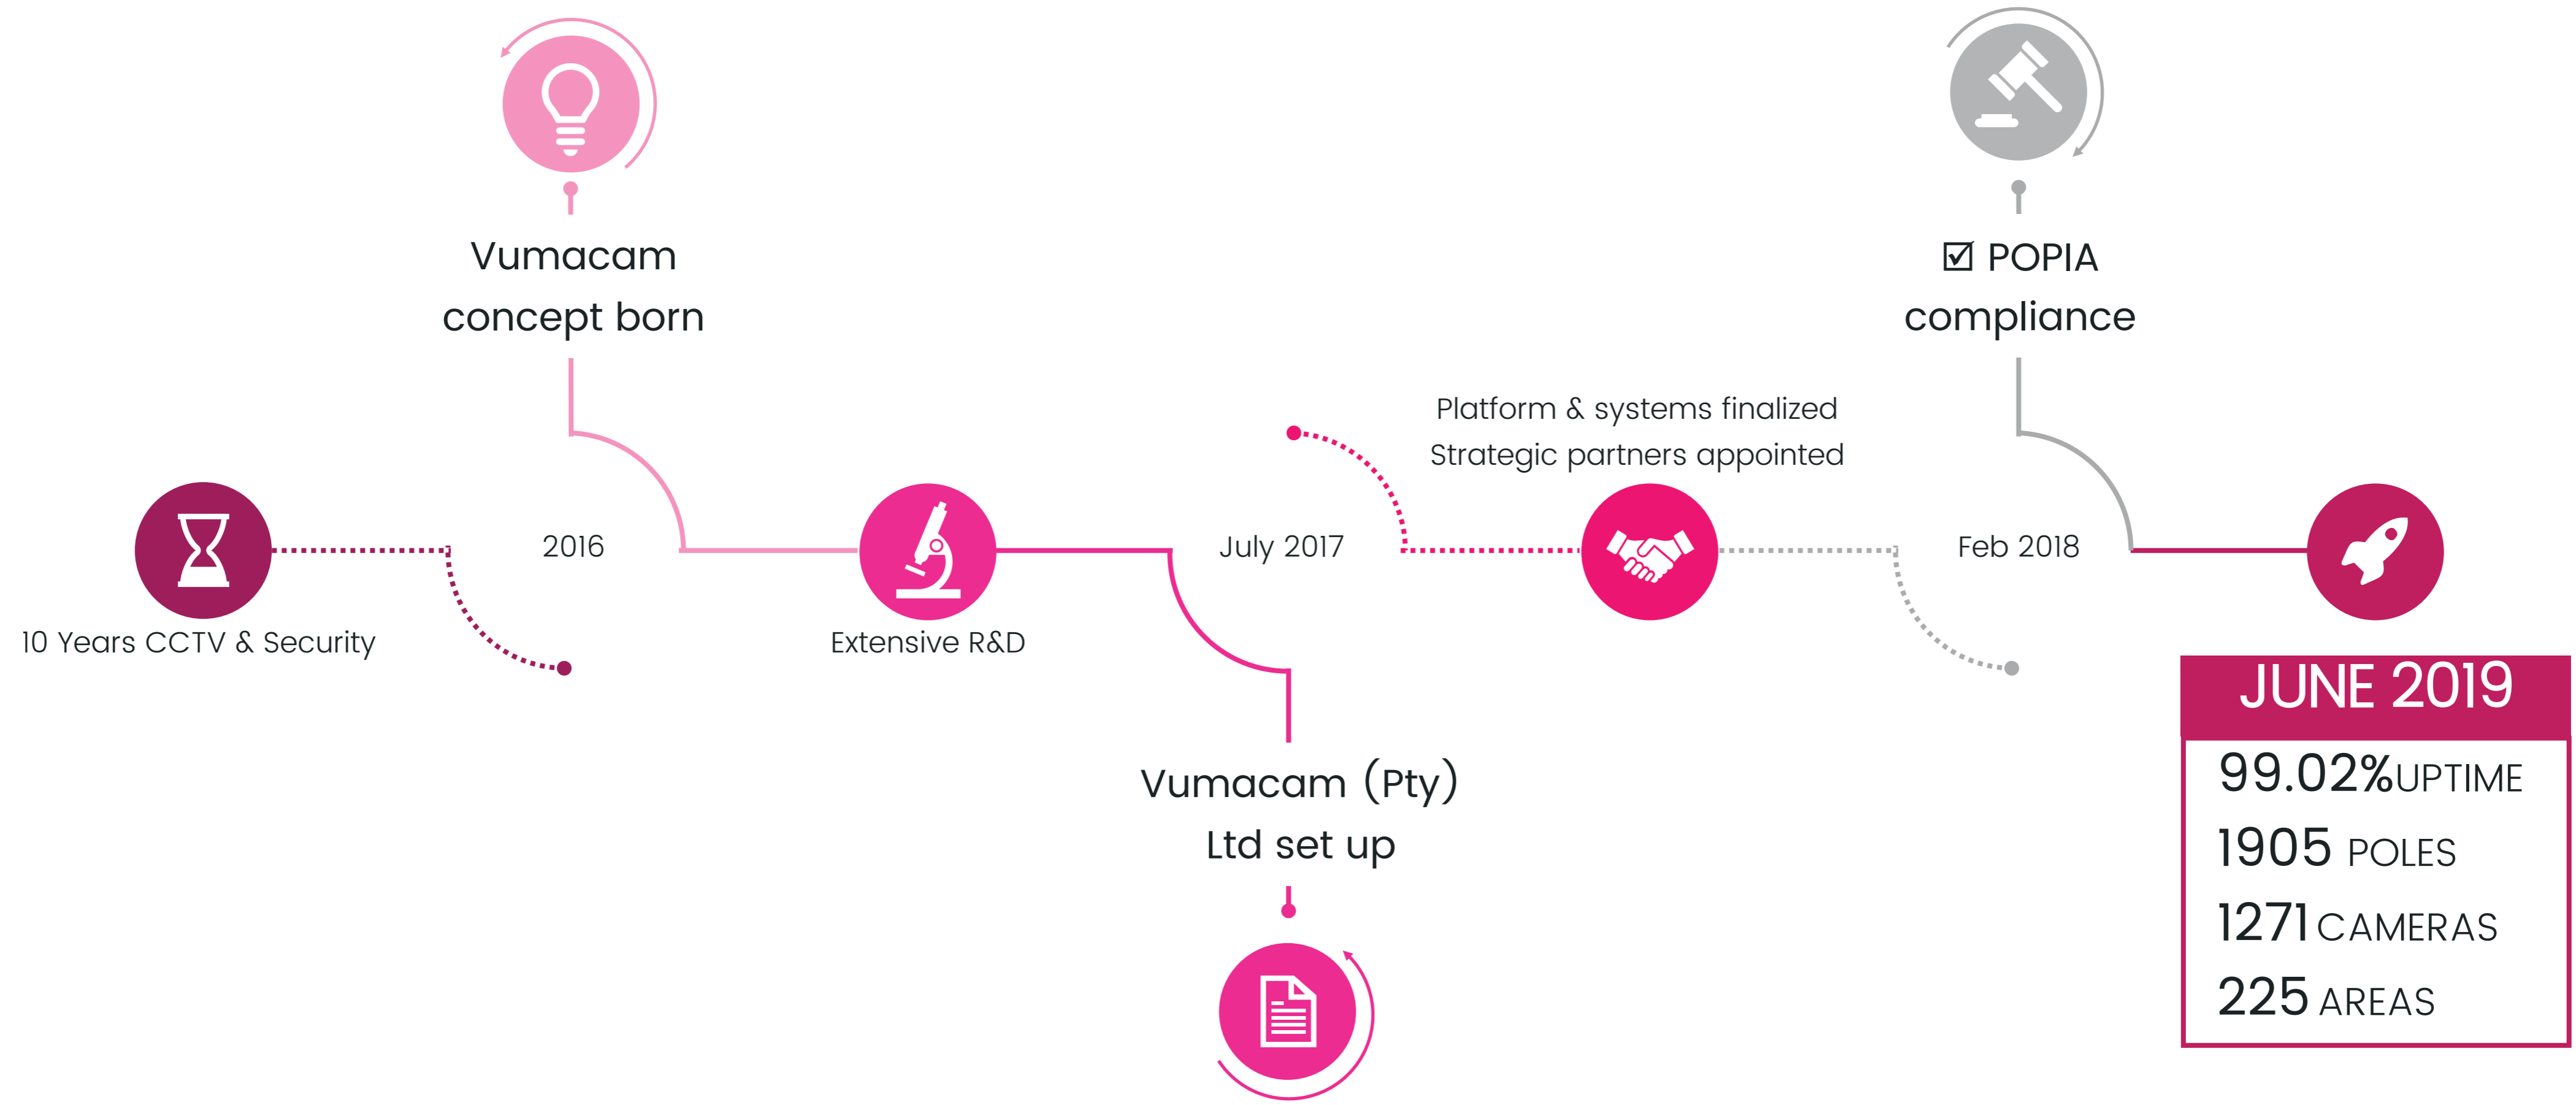 10 Years CCTV & Security
Vumacam
concept born
2016
Extensive R&D
July 2017
Vumacam (Pty)
Ltd set up
Platform & systems finalized
Strategic partners appointed
☑ POPIA
compliance
Feb 2018
JUNE 2019
99.02%UPTIME
1905 POLES
1271 CAMERAS
225 AREAS